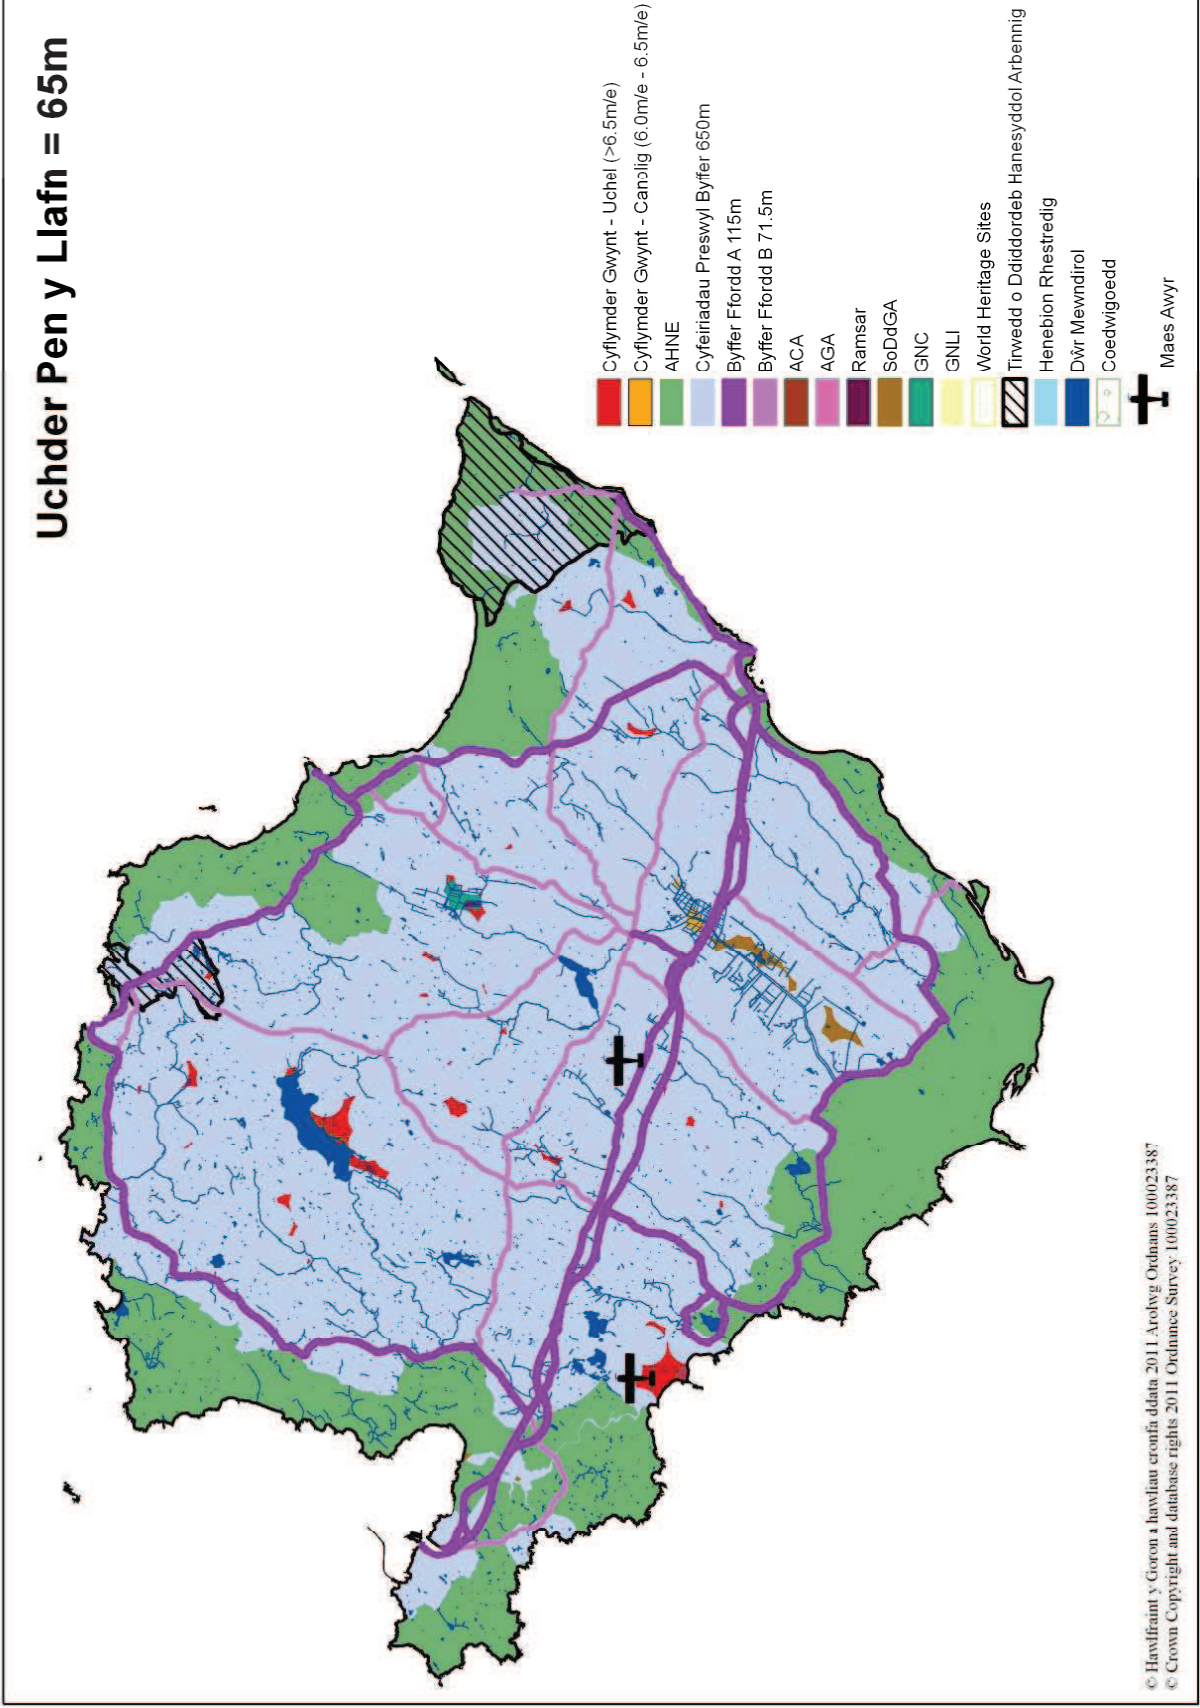 Uchder Pen y Llafn = 65m
Cyflymder Gwynt - Uchel (>6.5m/e)
Cyflymder Gwynt - Canolig (6.0m/e - 6.5m/e)
AHNE
Cyfeiriadau Preswyl Byffer 650m
Byffer Ffordd A 115m
Byffer Ffordd B 71.5m
ACA
AGA
Ramsar
SoDdGA
GNC
GNLl
World Heritage Sites
Tirwedd o Ddiddordeb Hanesyddol Arbennig
Henebion Rhestredig
Dŵr Mewndirol
Coedwigoedd
Maes Awyr
© Hawlfraint y Goron a hawliau cronfa ddata 2011 Arolwg Ordnans 100023387
© Crown Copyright and database rights 2011 Ordnance Survey 100023387